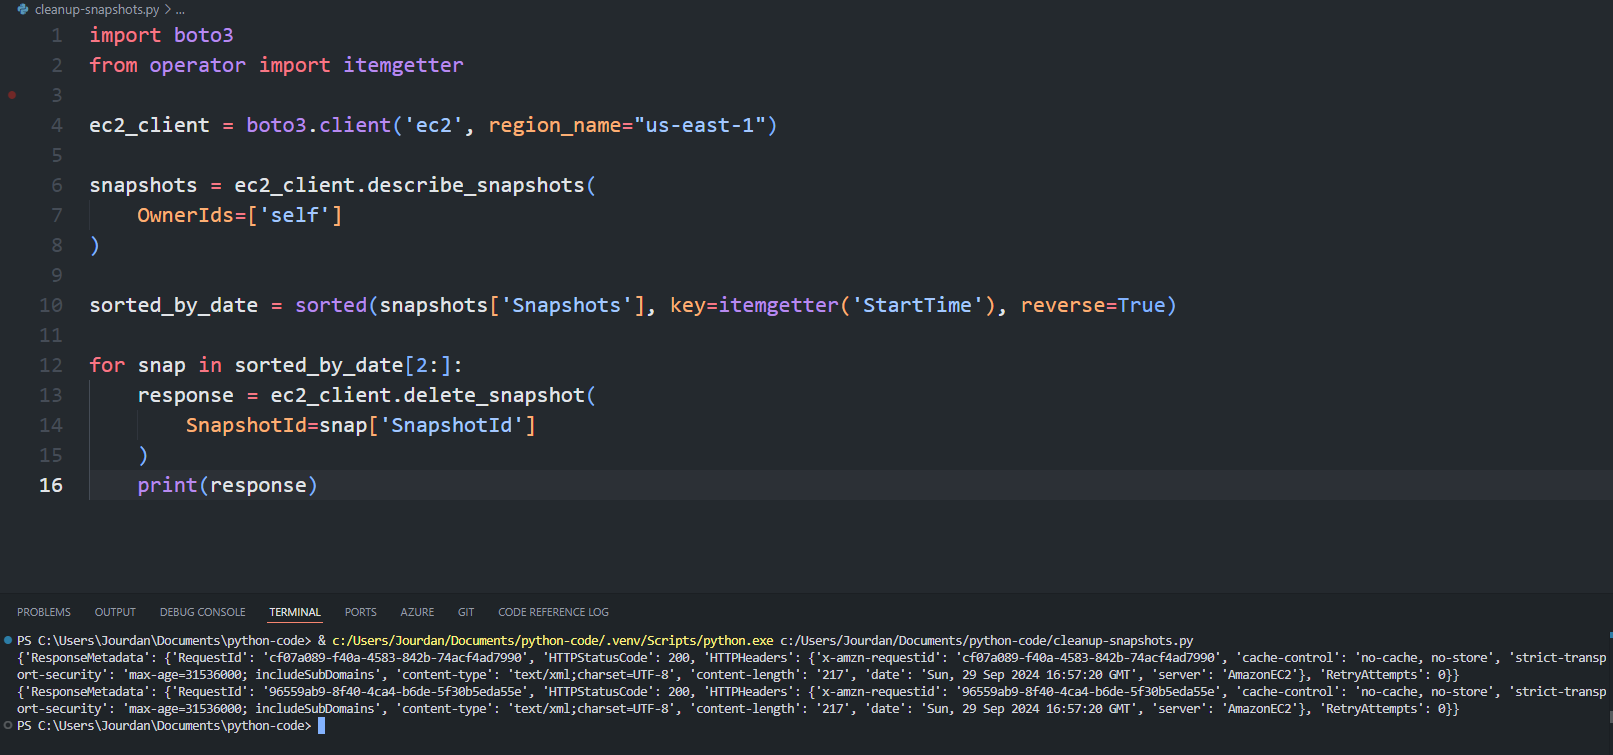 cleanup-snapshots.py > ...
1 import boto3
2 from operator import itemgetter
3
4 ec2_client = boto3.client('ec2', region_name="us-east-1")
5
6 snapshots = ec2_client.describe_snapshots(
7     OwnerIds=['self']
8 )
9
10 sorted_by_date = sorted(snapshots['Snapshots'], key=itemgetter('StartTime'), reverse=True)
11
12 for snap in sorted_by_date[2:]:
13     response = ec2_client.delete_snapshot(
14         SnapshotId=snap['SnapshotId']
15     )
16     print(response)
PROBLEMS OUTPUT DEBUG CONSOLE TERMINAL PORTS AZURE GIT CODE REFERENCE LOG
PS C:\Users\Jourdan\Documents\python-code> & c:/Users/Jourdan/Documents/python-code/.venv/Scripts/python.exe c:/Users/Jourdan/Documents/python-code/cleanup-snapshots.py
{'ResponseMetadata': {'RequestId': 'cf07a089-f40a-4583-842b-74acf4ad7990', 'HTTPStatusCode': 200, 'HTTPHeaders': {'x-amzn-requestid': 'cf07a089-f40a-4583-842b-74acf4ad7990', 'cache-control': 'no-cache, no-store', 'strict-transp
ort-security': 'max-age=31536000; includeSubDomains', 'content-type': 'text/xml;charset=UTF-8', 'content-length': '217', 'date': 'Sun, 29 Sep 2024 16:57:20 GMT', 'server': 'AmazonEC2'}, 'RetryAttempts': 0}}
{'ResponseMetadata': {'RequestId': '96559ab9-8f40-4ca4-b6de-5f30b5eda55e', 'HTTPStatusCode': 200, 'HTTPHeaders': {'x-amzn-requestid': '96559ab9-8f40-4ca4-b6de-5f30b5eda55e', 'cache-control': 'no-cache, no-store', 'strict-transp
ort-security': 'max-age=31536000; includeSubDomains', 'content-type': 'text/xml;charset=UTF-8', 'content-length': '217', 'date': 'Sun, 29 Sep 2024 16:57:20 GMT', 'server': 'AmazonEC2'}, 'RetryAttempts': 0}}
PS C:\Users\Jourdan\Documents\python-code>